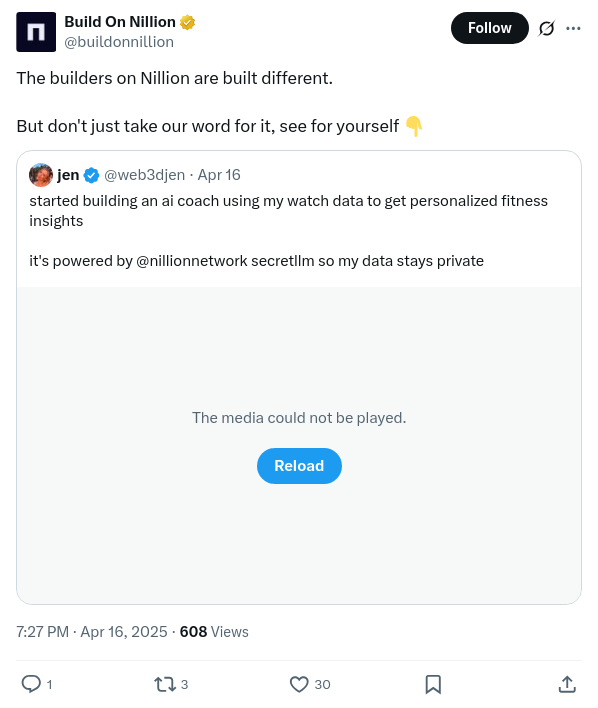 Build On Nillion
@buildonnillion
Follow
The builders on Nillion are built different.
But don't just take our word for it, see for yourself 👇
jen @web3djen · Apr 16
started building an ai coach using my watch data to get personalized fitness
insights
it's powered by @nillionnetwork secretllm so my data stays private
The media could not be played.
Reload
7:27 PM · Apr 16, 2025 · 608 Views
1 3 30